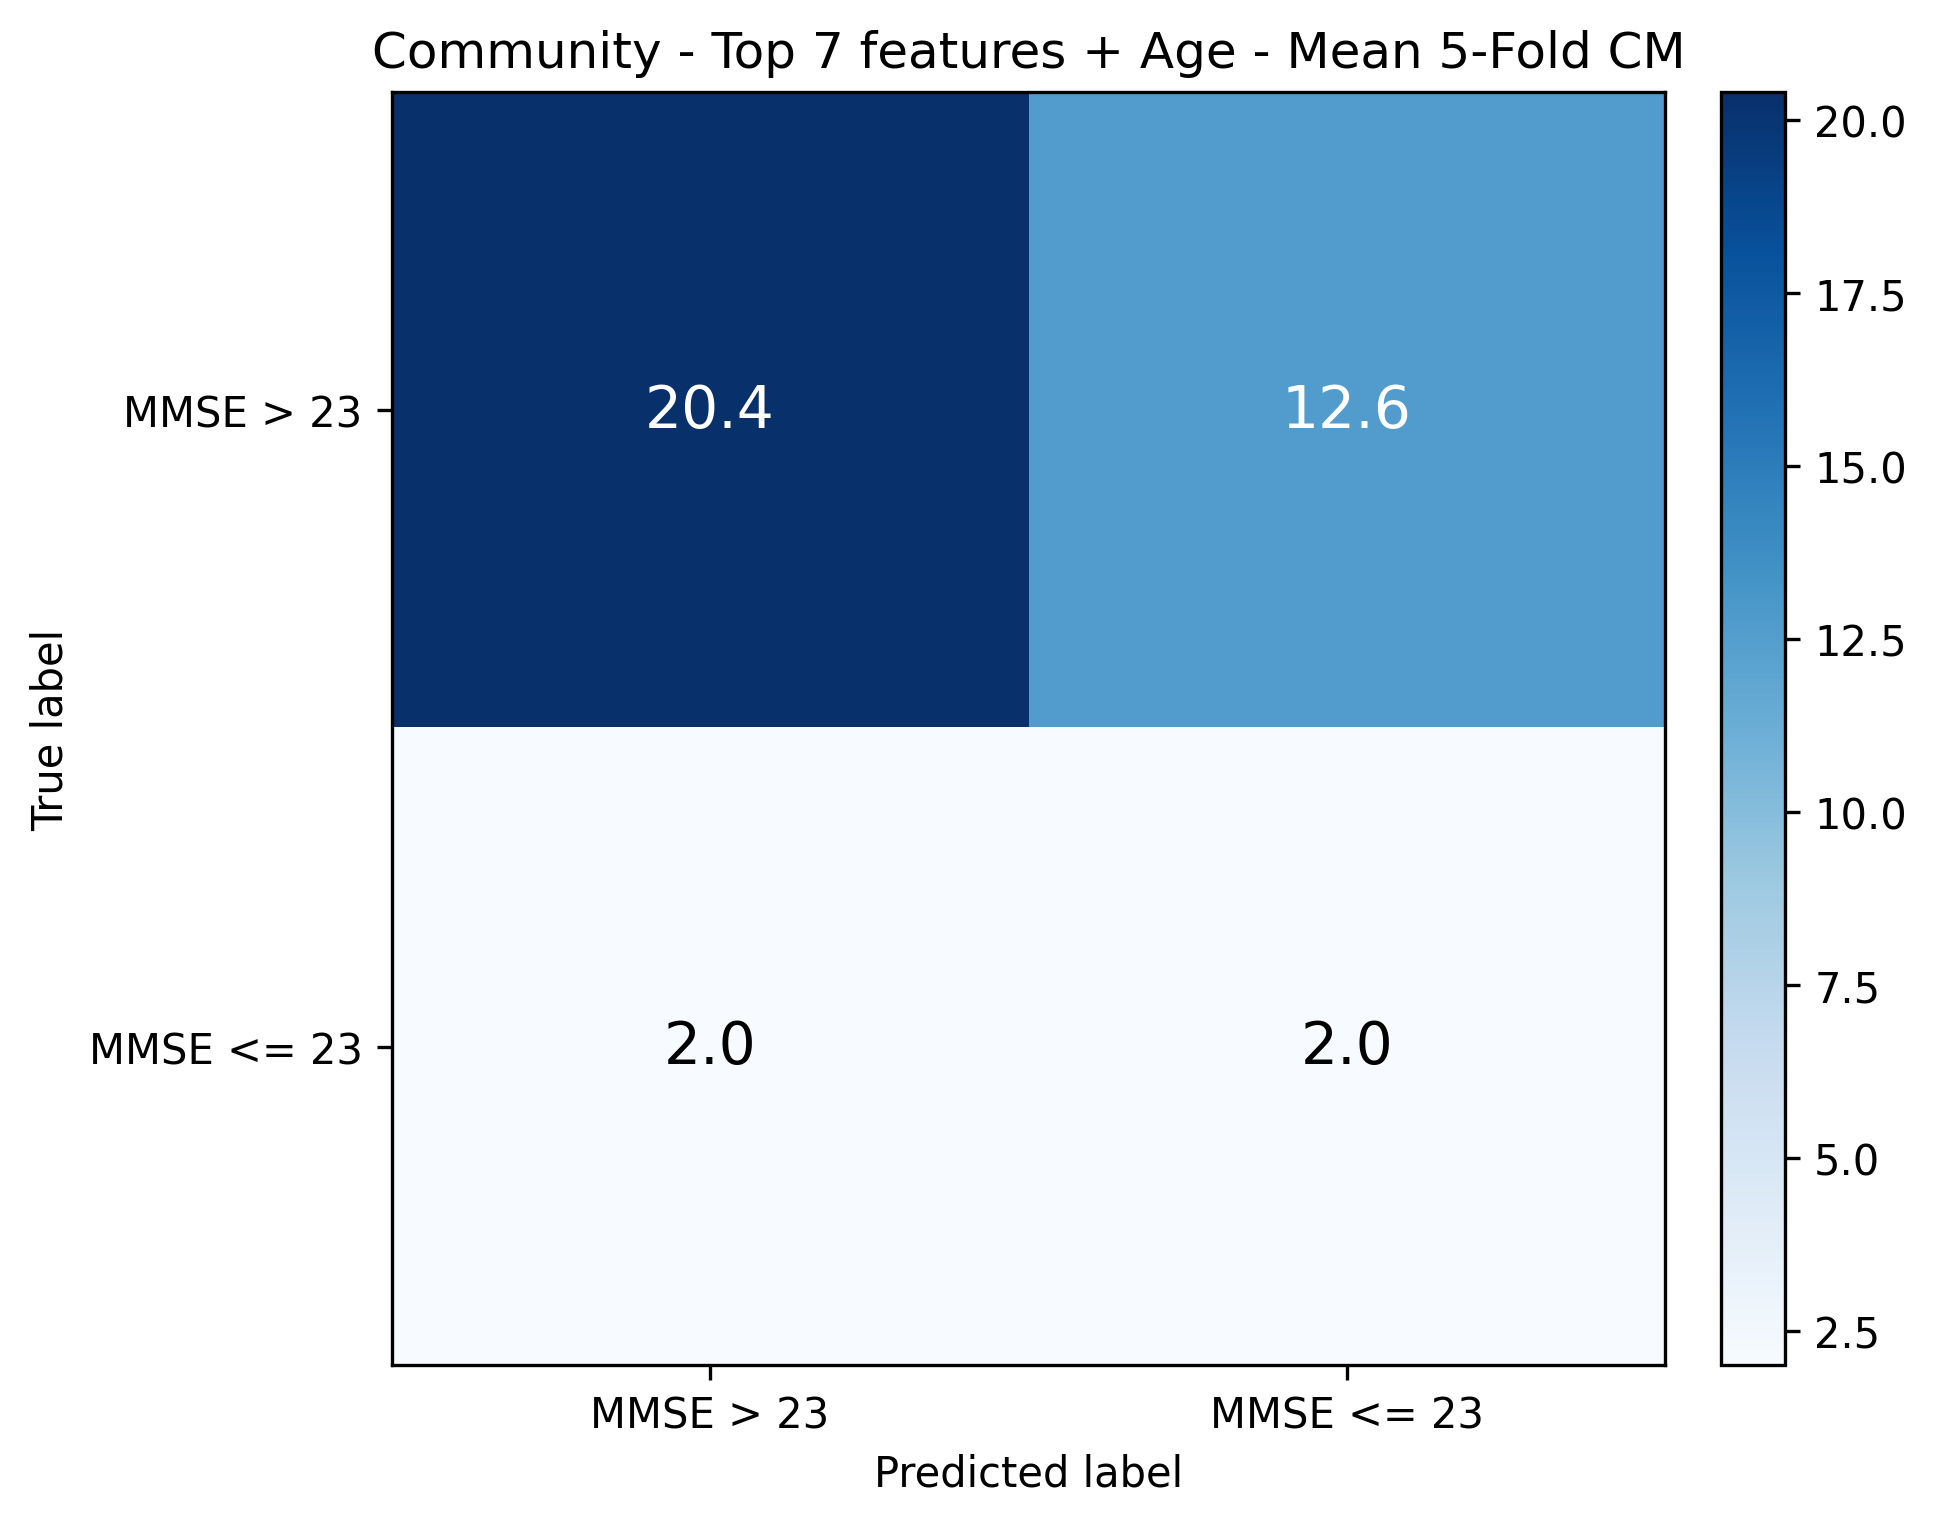 Community - Top 7 features + Age - Mean 5-Fold CM
20.0
17.5
15.0
12.5
10.0
7.5
5.0
2.5
True label
MMSE > 23
20.4
12.6
MMSE <= 23
2.0
2.0
MMSE > 23
MMSE <= 23
Predicted label